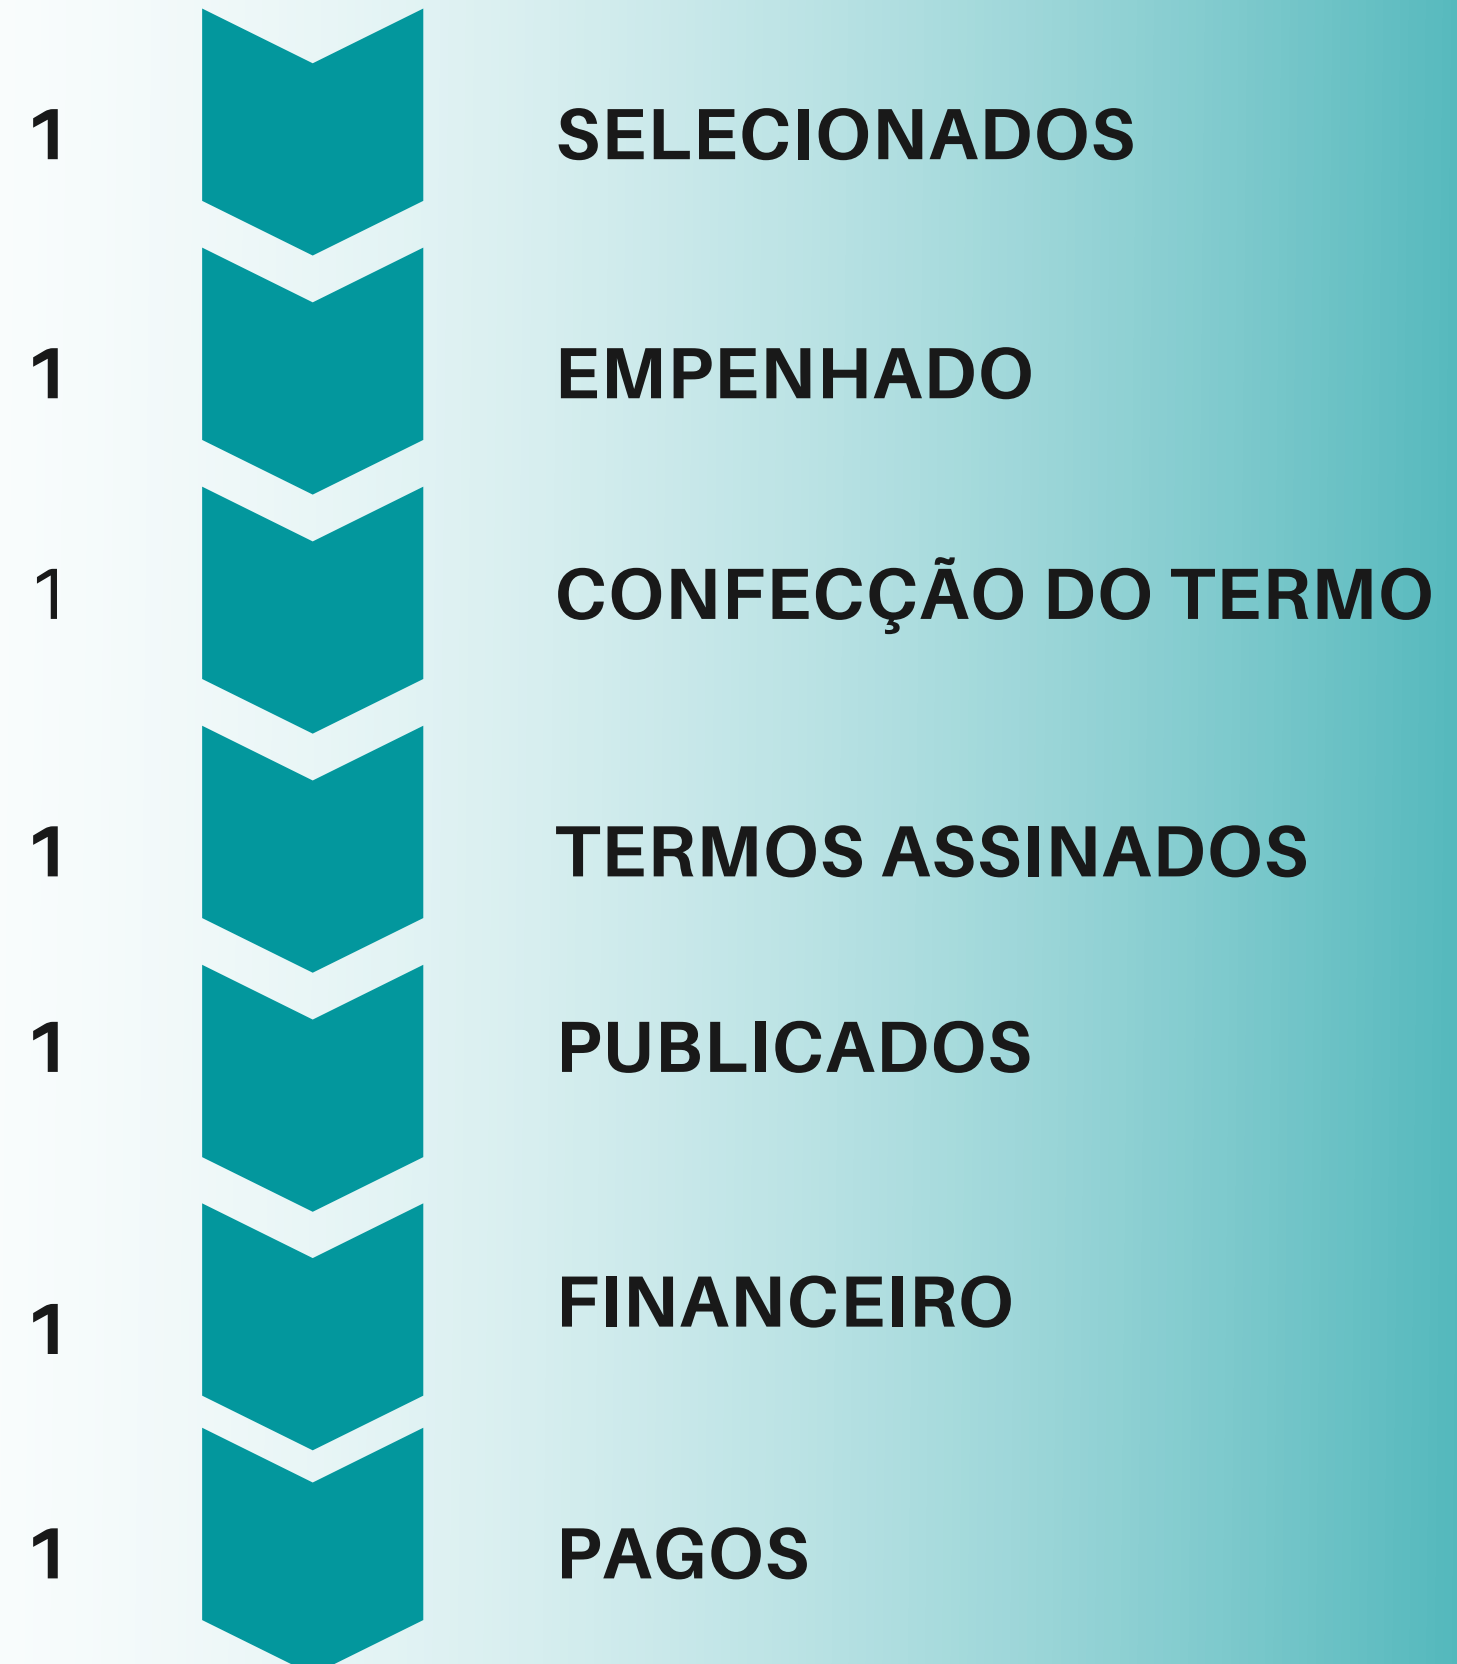 1 SELECIONADOS
1 EMPENHADO
1 CONFECÇÃO DO TERMO
1 TERMOS ASSINADOS
1 PUBLICADOS
1 FINANCEIRO
1 PAGOS